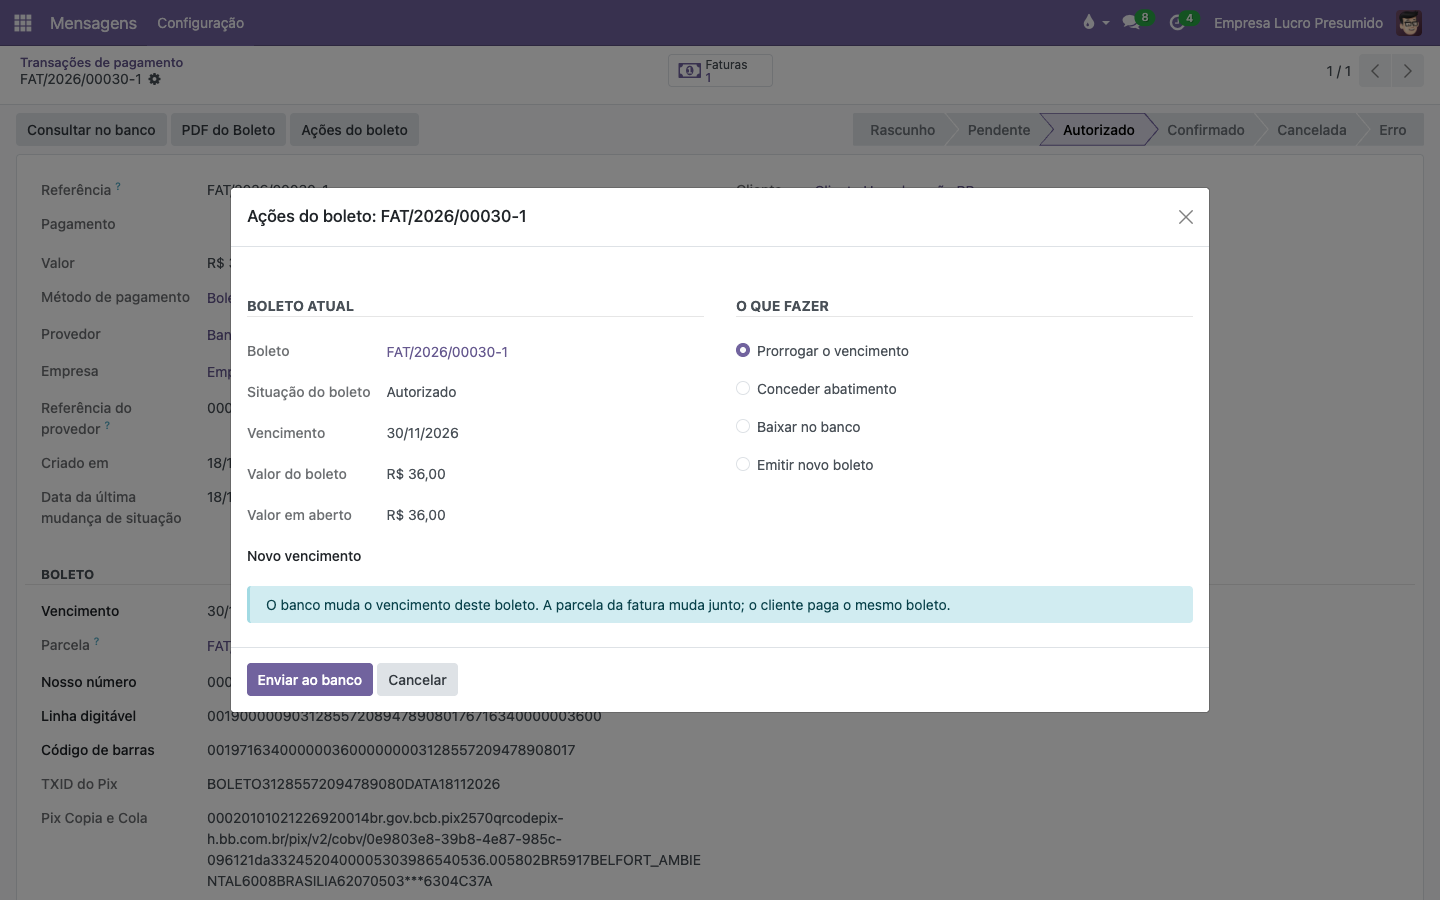 Mensagens
Configuração
8
4
Empresa Lucro Presumido
Transações de pagamento
FAT/2026/00030-1
Faturas
1
1 / 1
Consultar no banco
PDF do Boleto
Ações do boleto
Rascunho
Pendente
Autorizado
Confirmado
Cancelada
Erro
Referência ?
Pagamento
Valor
R$
Método de pagamento
Provedor
Empresa
Referência do
provedor ?
Criado em
Data da última
mudança de situação
BOLETO
Vencimento
Parcela ?
Nosso número
Linha digitável
00190000090312855720894789080176716340000003600
Código de barras
00197163400000036000000003128557209478908017
TXID do Pix
BOLETO31285572094789080DATA18112026
Pix Copia e Cola
00020101021226920014br.gov.bcb.pix2570qrcodepix-
h.bb.com.br/pix/v2/cobv/0e9803e8-39b8-4e87-985c-
096121da3324520400005303986540536.005802BR5917BELFORT_AMBIE
NTAL6008BRASILIA62070503***6304C37A
Ações do boleto: FAT/2026/00030-1
BOLETO ATUAL
Boleto
FAT/2026/00030-1
Situação do boleto
Autorizado
Vencimento
30/11/2026
Valor do boleto
R$ 36,00
Valor em aberto
R$ 36,00
Novo vencimento
O QUE FAZER
Prorrogar o vencimento
Conceder abatimento
Baixar no banco
Emitir novo boleto
O banco muda o vencimento deste boleto. A parcela da fatura muda junto; o cliente paga o mesmo boleto.
Enviar ao banco
Cancelar